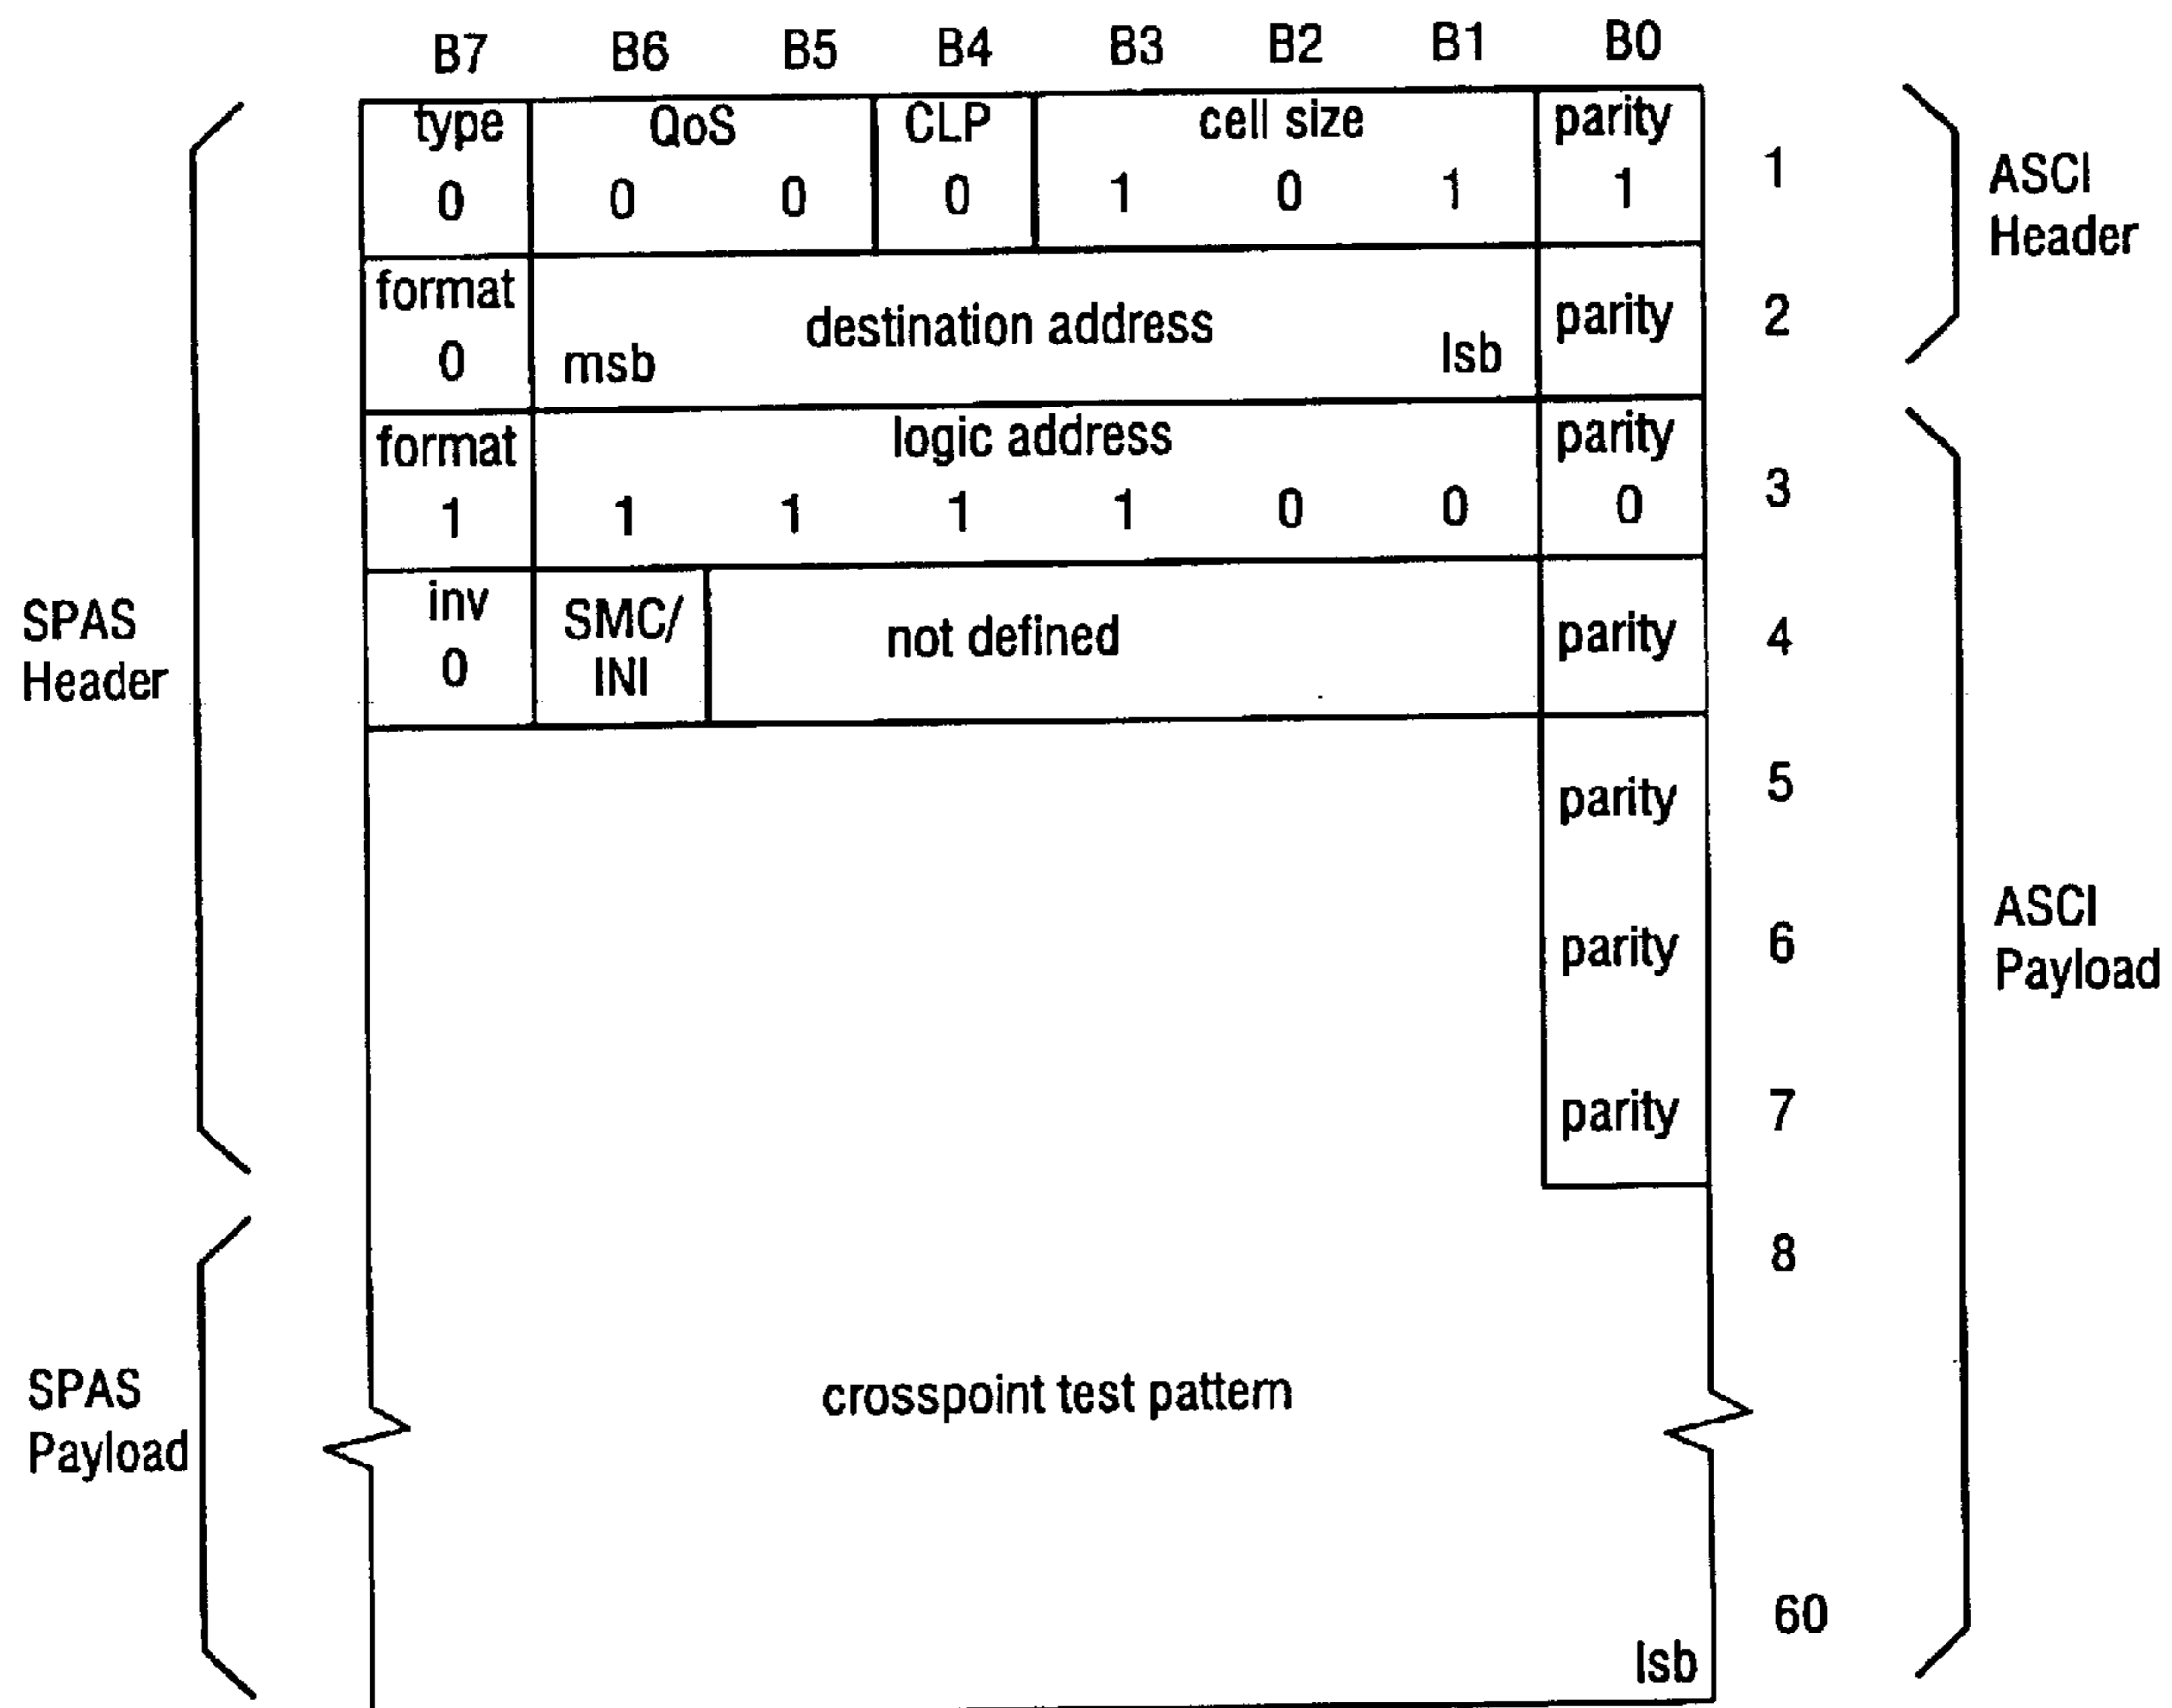 B7 B6 B5 B4 B3 B2 B1 B0
type QoS CLP cell size parity
0 0 0 0 1 0 1 1 1
ASCI
Header
format destination address parity 2
0 msb lsb
format logic address parity
1 1 1 1 1 0 0 0 3
inv SMC/ not defined parity 4
0 INI
SPAS
Header
parity 5
parity 6
parity 7
ASCI
Payload
8
crosspoint test pattern
SPAS
Payload
60
lsb